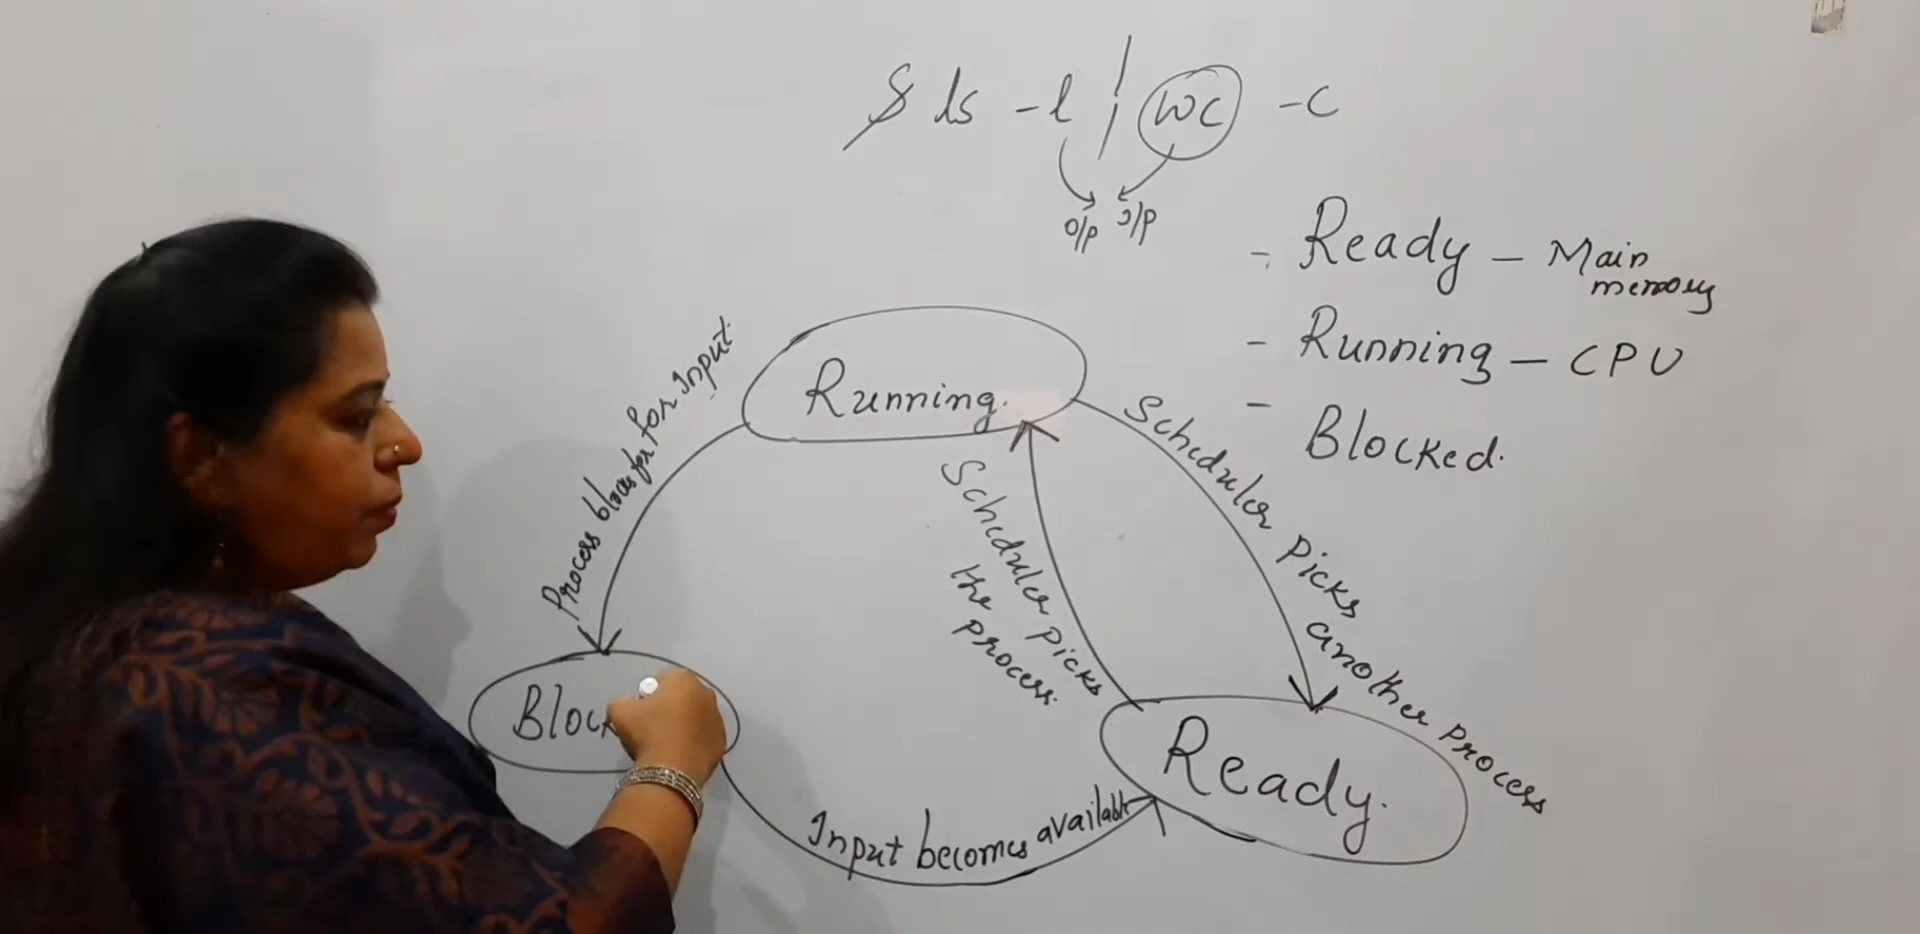 $ ls -l | wc -c
o/p o/p
- Ready - Main memory
- Running - CPU
- Blocked.
Running.
Process blocks for Input
Scheduler picks another process
Scheduler picks
the process.
Block
Input becomes available
Ready.